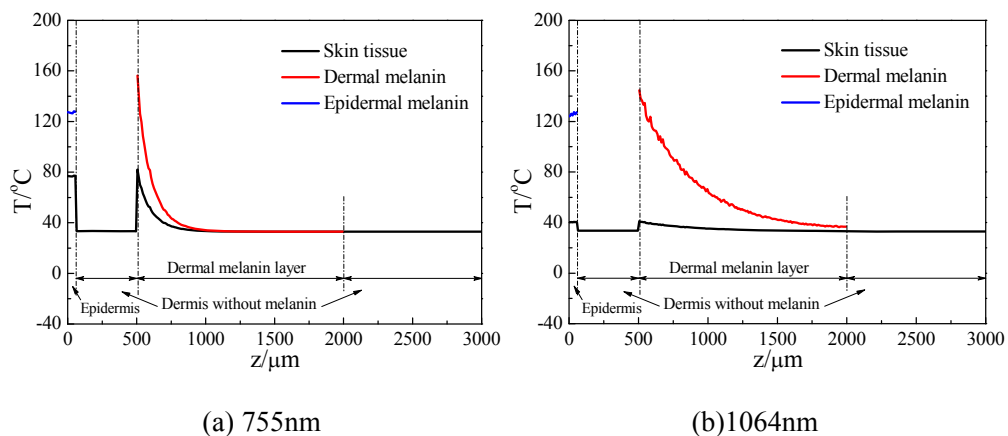 200
160
120
80
40
0
-40
T/°C
Skin tissue
Dermal melanin
Epidermal melanin
Dermal melanin layer
Epidermis
Dermis without melanin
0 500 1000 1500 2000 2500 3000
z/μm
(a) 755nm
200
160
120
80
40
0
-40
T/°C
Skin tissue
Dermal melanin
Epidermal melanin
Dermal melanin layer
Epidermis
Dermis without melanin
0 500 1000 1500 2000 2500 3000
z/μm
(b)1064nm